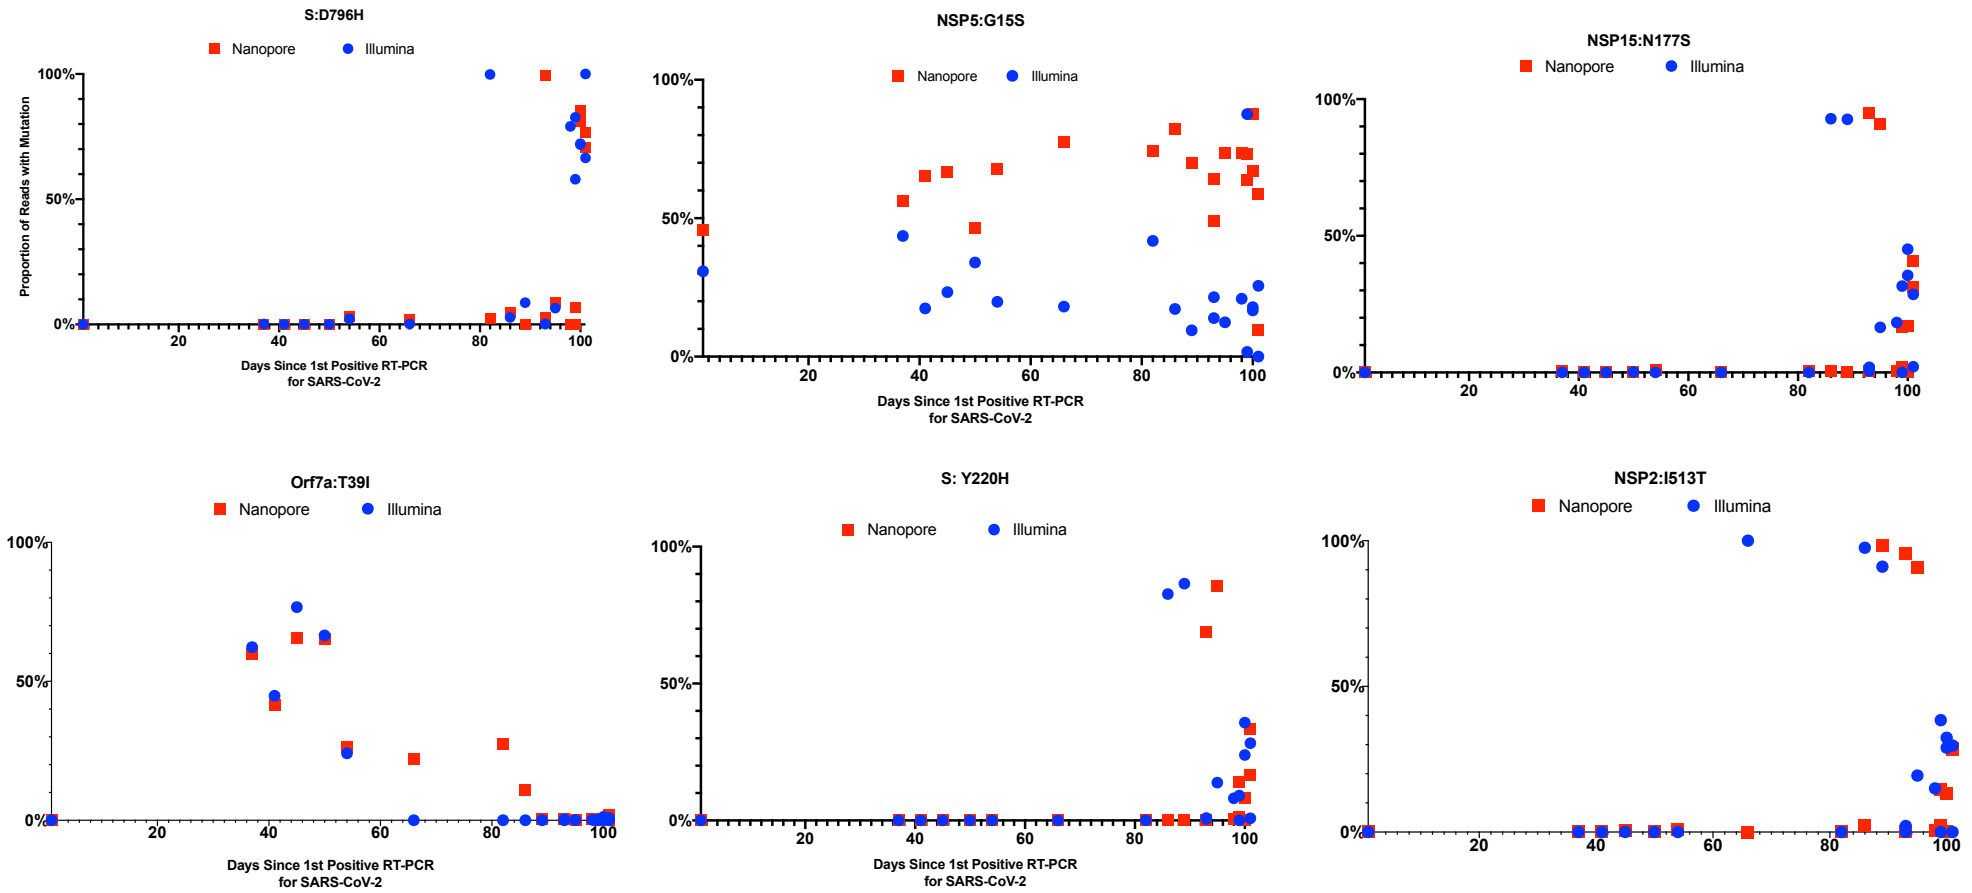 S:D796H
Nanopore Illumina
100%
50%
0%
Proportion of Reads with Mutation
20 40 60 80 100
Days Since 1st Positive RT-PCR
for SARS-CoV-2
NSP5:G15S
Nanopore Illumina
100%
50%
0%
20 40 60 80 100
Days Since 1st Positive RT-PCR
for SARS-CoV-2
NSP15:N177S
Nanopore Illumina
100%
50%
0%
20 40 60 80 100
Orf7a:T39I
Nanopore Illumina
100%
50%
0%
20 40 60 80 100
Days Since 1st Positive RT-PCR
for SARS-CoV-2
S: Y220H
Nanopore Illumina
100%
50%
0%
20 40 60 80 100
Days Since 1st Positive RT-PCR
for SARS-CoV-2
NSP2:I513T
Nanopore Illumina
100%
50%
0%
20 40 60 80 100